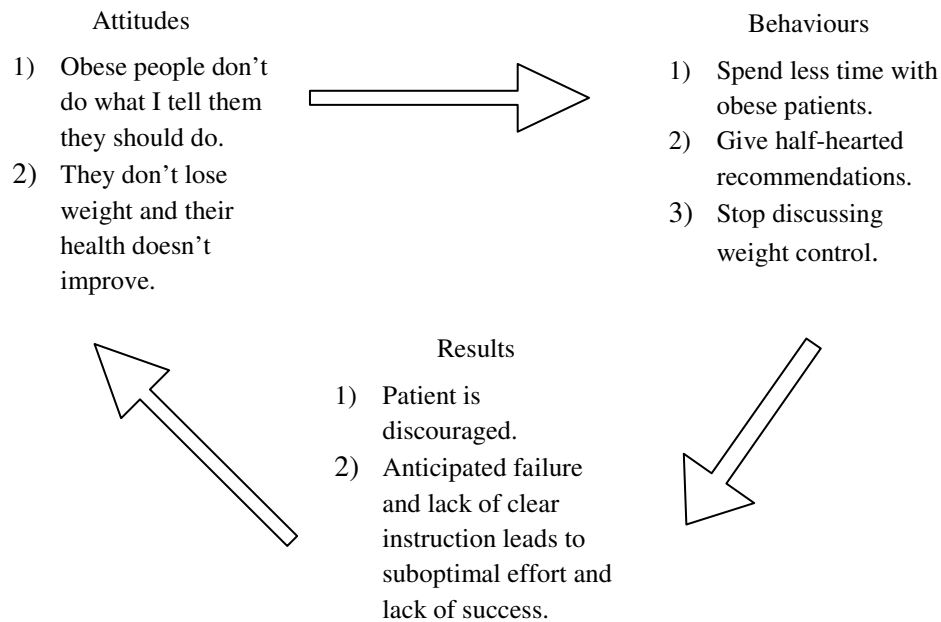 Attitudes
1) Obese people don’t
do what I tell them
they should do.
2) They don’t lose
weight and their
health doesn’t
improve.
Behaviours
1) Spend less time with
obese patients.
2) Give half-hearted
recommendations.
3) Stop discussing
weight control.
Results
1) Patient is
discouraged.
2) Anticipated failure
and lack of clear
instruction leads to
suboptimal effort and
lack of success.